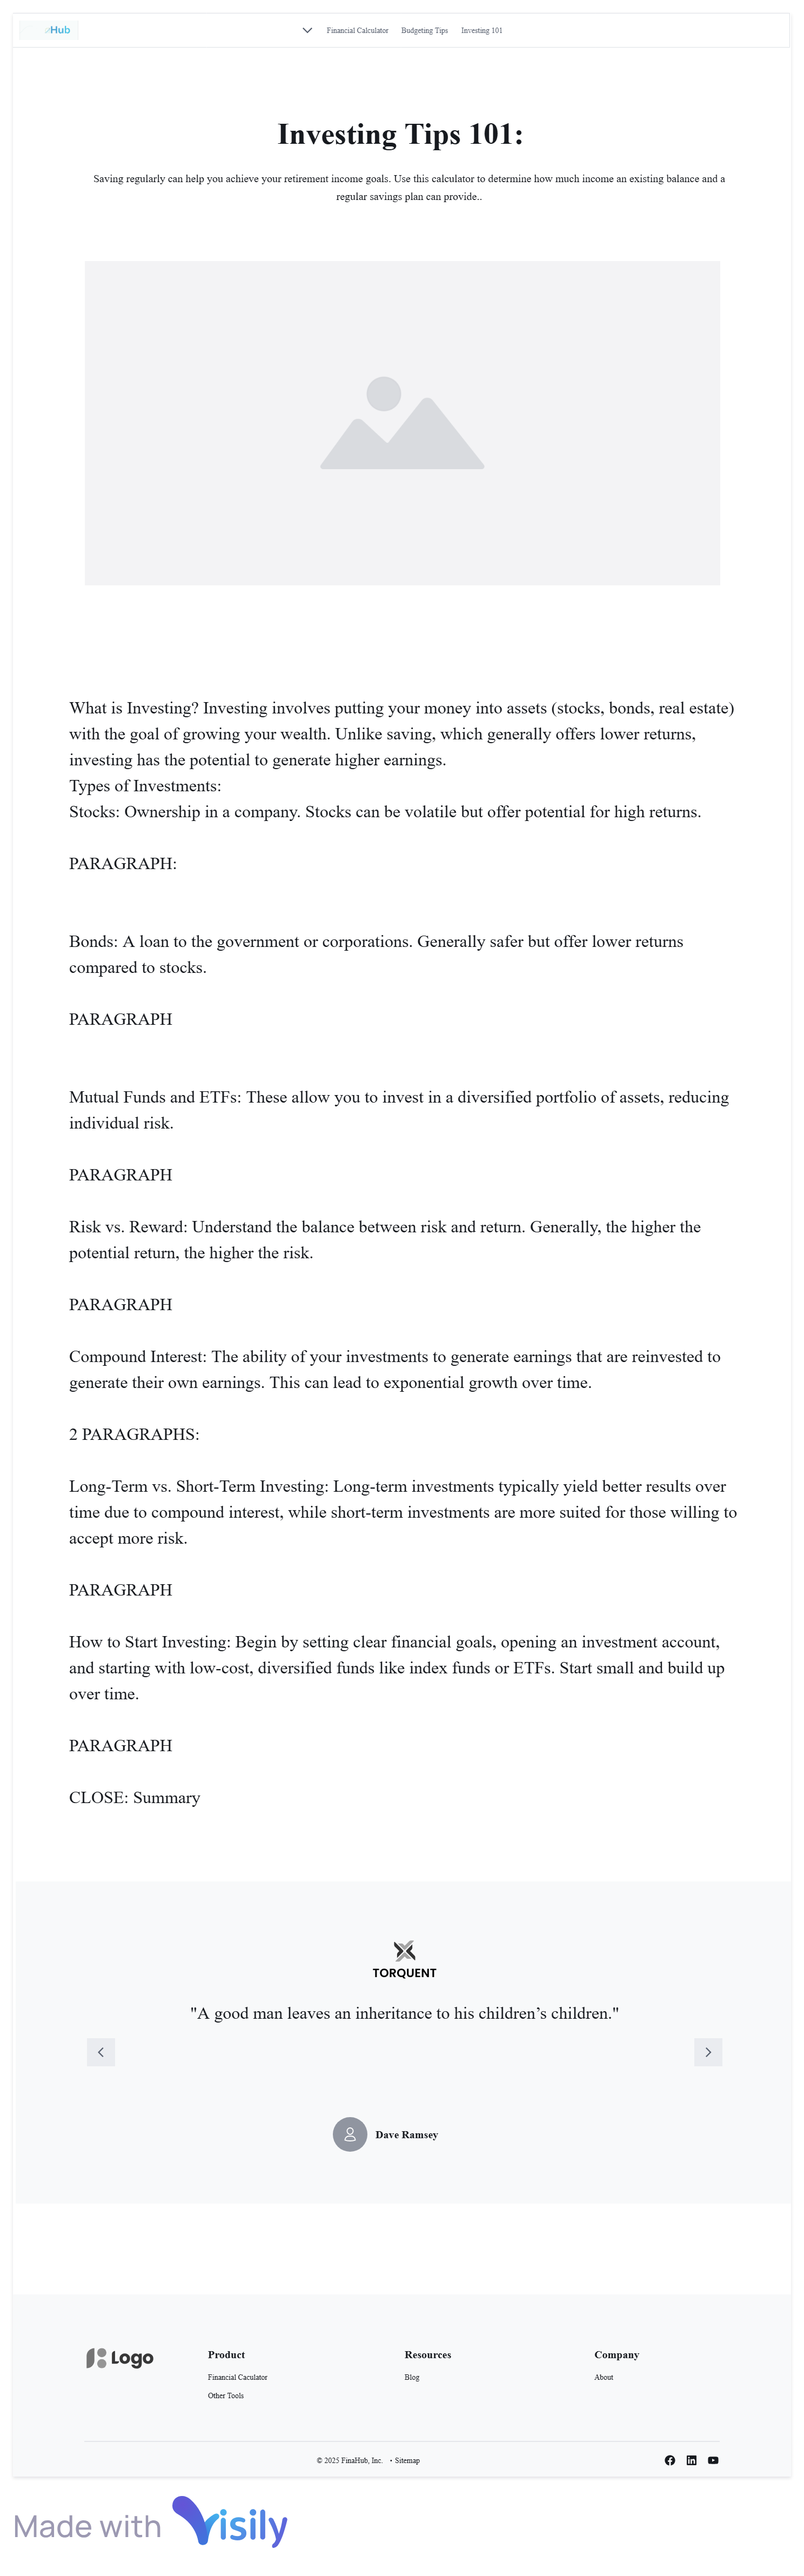 Hub
Financial Calculator
Budgeting Tips
Investing 101
Investing Tips 101:
Saving regularly can help you achieve your retirement income goals. Use this calculator to determine how much income an existing balance and a
regular savings plan can provide..
What is Investing? Investing involves putting your money into assets (stocks, bonds, real estate)
with the goal of growing your wealth. Unlike saving, which generally offers lower returns,
investing has the potential to generate higher earnings.
Types of Investments:
Stocks: Ownership in a company. Stocks can be volatile but offer potential for high returns.
PARAGRAPH:
Bonds: A loan to the government or corporations. Generally safer but offer lower returns
compared to stocks.
PARAGRAPH
Mutual Funds and ETFs: These allow you to invest in a diversified portfolio of assets, reducing
individual risk.
PARAGRAPH
Risk vs. Reward: Understand the balance between risk and return. Generally, the higher the
potential return, the higher the risk.
PARAGRAPH
Compound Interest: The ability of your investments to generate earnings that are reinvested to
generate their own earnings. This can lead to exponential growth over time.
2 PARAGRAPHS:
Long-Term vs. Short-Term Investing: Long-term investments typically yield better results over
time due to compound interest, while short-term investments are more suited for those willing to
accept more risk.
PARAGRAPH
How to Start Investing: Begin by setting clear financial goals, opening an investment account,
and starting with low-cost, diversified funds like index funds or ETFs. Start small and build up
over time.
PARAGRAPH
CLOSE: Summary
TORQUENT
"A good man leaves an inheritance to his children’s children."
Dave Ramsey
Logo
Product
Financial Caculator
Other Tools
Resources
Blog
Company
About
© 2025 FinaHub, Inc. • Sitemap
Made with Visily